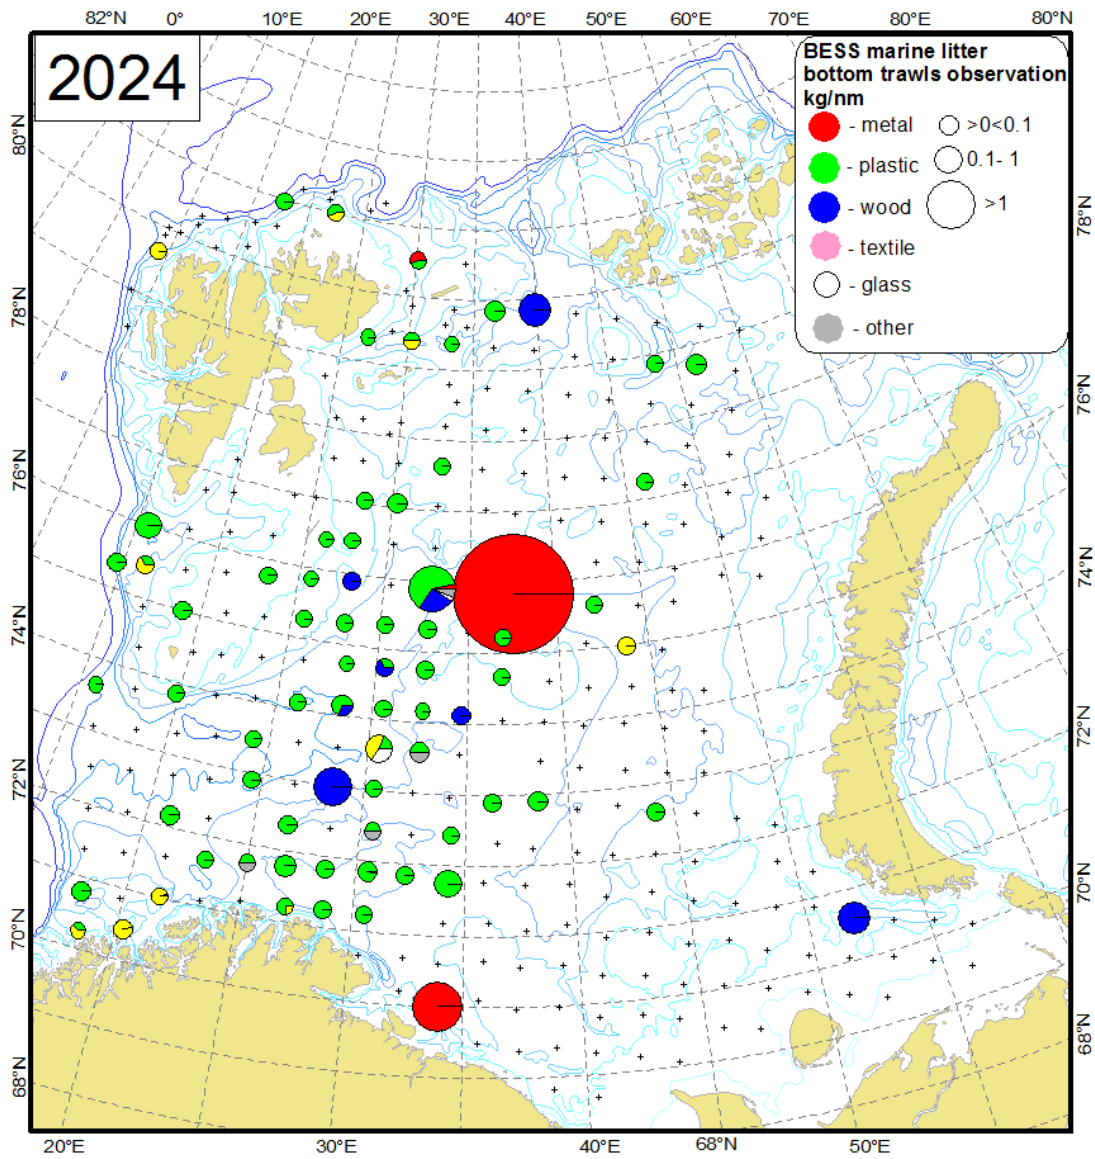 82°N 0° 10°E 20°E 30°E 40°E 50°E 60°E 70°E 80°E 80°N
2024
BESS marine litter
bottom trawls observation
kg/nm
- metal >0<0.1
- plastic 0.1- 1
- wood >1
- textile
- glass
- other
80°N
78°N
76°N
74°N
72°N
70°N
68°N
78°N
76°N
74°N
72°N
70°N
68°N
20°E 30°E 40°E 68°N 50°E